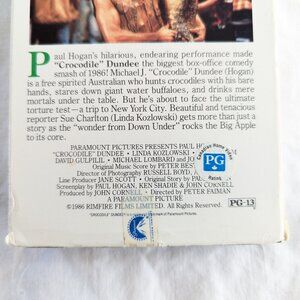 Paul Hogan's hilarious, endearing performance made
"Crocodile" Dundee the biggest box-office comedy
smash of 1986! Michael J. "Crocodile" Dundee (Hogan)
is a free spirited Australian who hunts crocodiles with his bare
hands, stares down giant water buffaloes, and drinks mere
mortals under the table. But he's about to face the ultimate
torture test—a trip to New York City. Beautiful and tenacious
reporter Sue Charlton (Linda Kozlowski) gets more than just a
story as the "wonder from Down Under" rocks the Big Apple
to its core.
PARAMOUNT PICTURES PRESENTS PAUL HOGAN
"CROCODILE" DUNDEE • LINDA KOZLOWSKI
DAVID GULPILIL • MICHAEL LOMBARD and
Original Music Score by PETER BEST
Director of Photography RUSSELL BOYD,
Line Producer JANE SCOTT • Original Story by PAUL
Screenplay by PAUL HOGAN, KEN SHADIE & JOHN CORNELL
Produced by JOHN CORNELL • Directed by PETER FAIMAN
A PARAMOUNT PICTURE
©1986 RIMFIRE FILMS LIMITED. All Rights Reserved.
PG-13
"CROCODILE" DUNDEE is a Trademark of Paramount Pictures.
PG